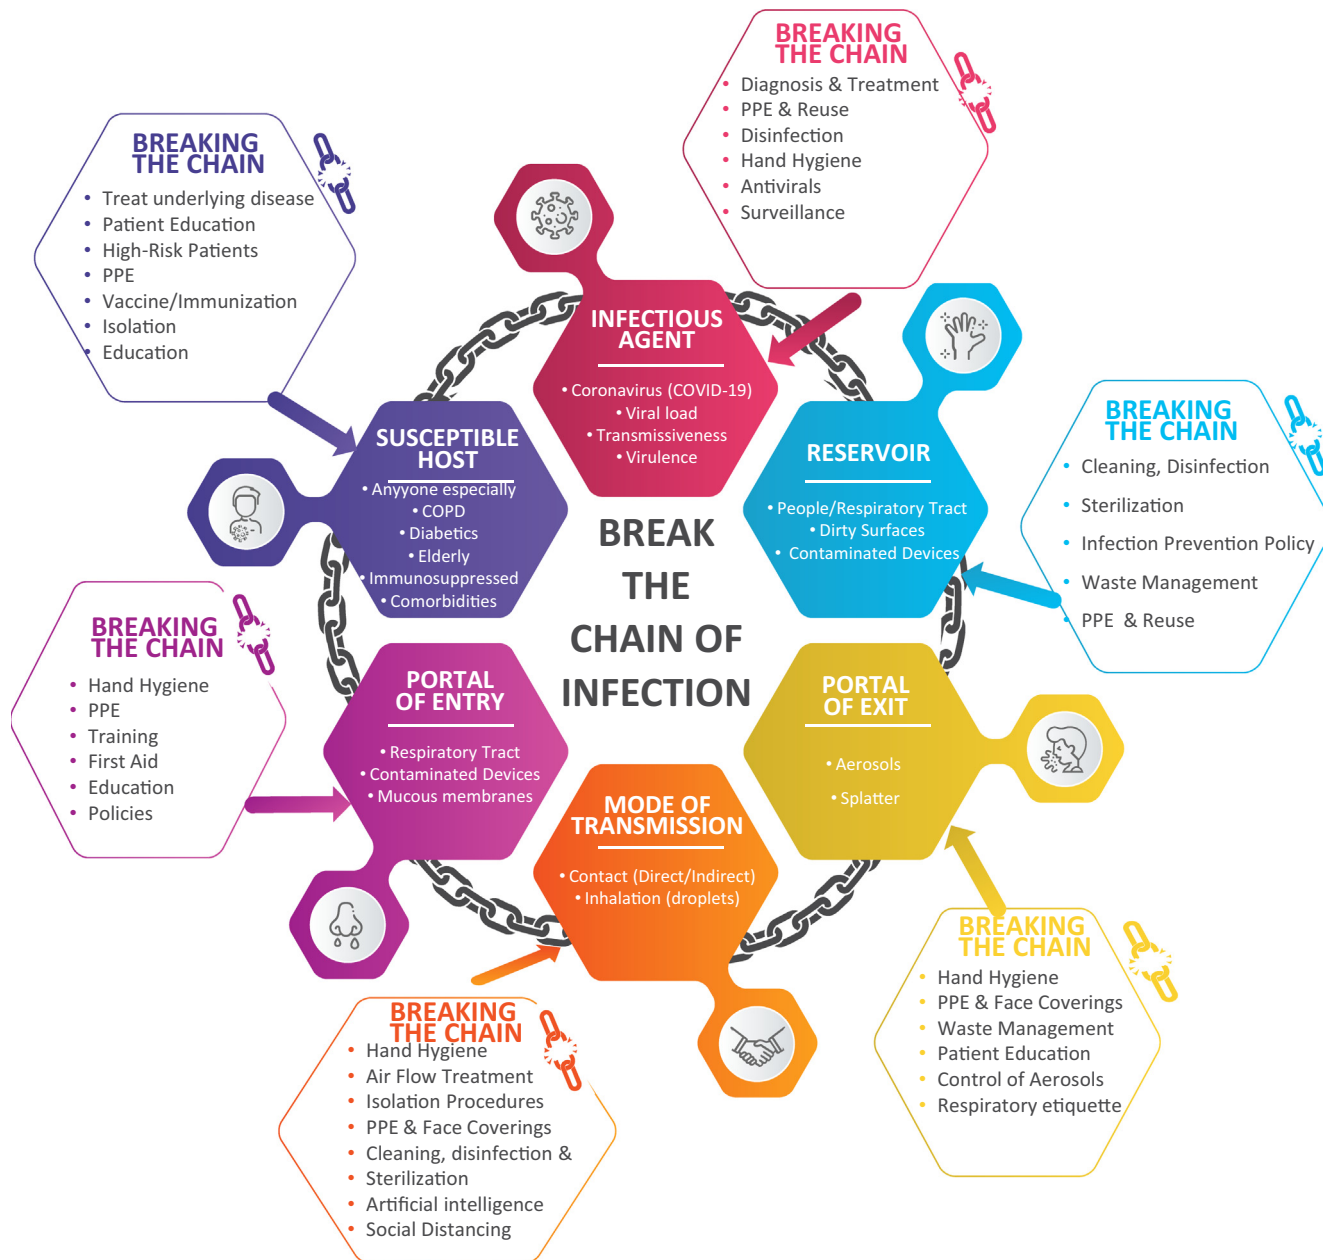 BREAKING
THE CHAIN
• Diagnosis & Treatment
• PPE & Reuse
• Disinfection
• Hand Hygiene
• Antivirals
• Surveillance
BREAKING
THE CHAIN
• Treat underlying disease
• Patient Education
• High-Risk Patients
• PPE
• Vaccine/Immunization
• Isolation
• Education
INFECTIOUS
AGENT
• Coronavirus (COVID-19)
• Viral load
• Transmissiveness
• Virulence
RESERVOIR
• People/Respiratory Tract
• Dirty Surfaces
• Contaminated Devices
BREAKING
THE CHAIN
• Cleaning, Disinfection
• Sterilization
• Infection Prevention Policy
• Waste Management
• PPE & Reuse
SUSCEPTIBLE
HOST
• Anyyone especially
• COPD
• Diabetics
• Elderly
• Immunosuppressed
• Comorbidities
BREAK
THE
CHAIN OF
INFECTION
BREAKING
THE CHAIN
• Hand Hygiene
• PPE
• Training
• First Aid
• Education
• Policies
PORTAL
OF ENTRY
• Respiratory Tract
• Contaminated Devices
• Mucous membranes
PORTAL
OF EXIT
• Aerosols
• Splatter
MODE OF
TRANSMISSION
• Contact (Direct/Indirect)
• Inhalation (droplets)
BREAKING
THE CHAIN
• Hand Hygiene
• PPE & Face Coverings
• Waste Management
• Patient Education
• Control of Aerosols
• Respiratory etiquette
BREAKING
THE CHAIN
• Hand Hygiene
• Air Flow Treatment
• Isolation Procedures
• PPE & Face Coverings
• Cleaning, disinfection &
• Sterilization
• Artificial intelligence
• Social Distancing